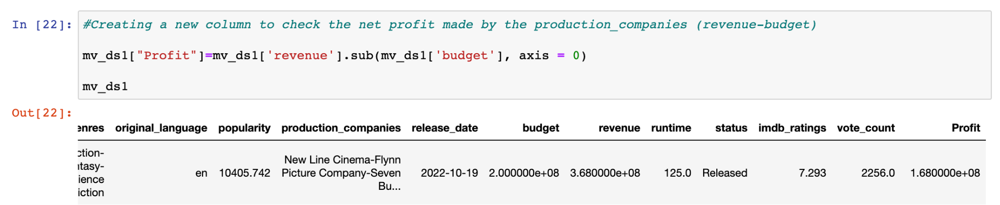 In [22]: #Creating a new column to check the net profit made by the production_companies (revenue-budget)
mv_ds1["Profit"]=mv_ds1['revenue'].sub(mv_ds1['budget'], axis = 0)
mv_ds1
Out[22]:
enres original_language popularity production_companies release_date budget revenue runtime status imdb_ratings vote_count Profit
ction-
ntasy-
ience
iction
en 10405.742 New Line Cinema-Flynn
Picture Company-Seven
Bu... 2022-10-19 2.000000e+08 3.680000e+08 125.0 Released 7.293 2256.0 1.680000e+08